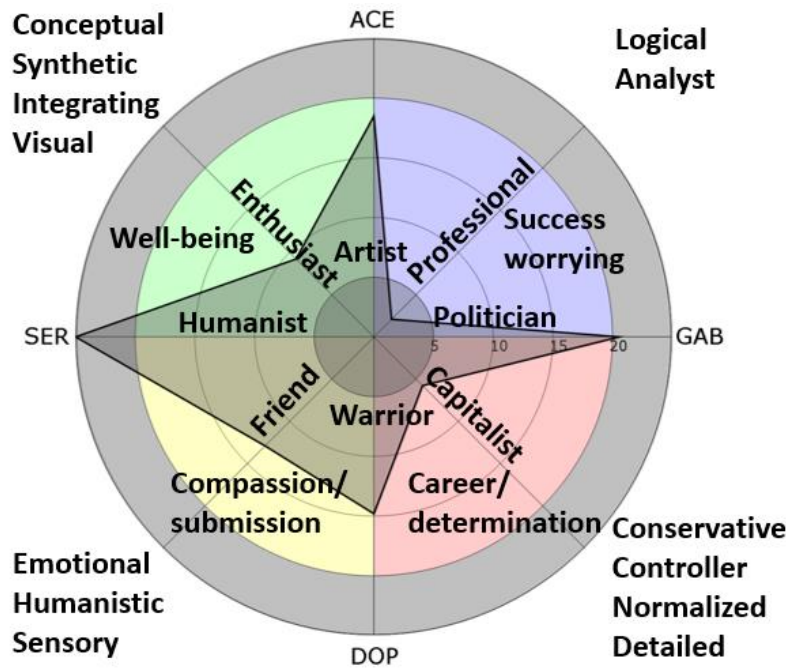 Conceptual
Synthetic
Integrating
Visual
ACE
Logical
Analyst
Enthusiast
Professional
Well-being
Artist
Success
worrying
Humanist
Politician
SER
5
10
15
20
GAB
Friend
Warrior
Capitalist
Compassion/
submission
Career/
determination
Emotional
Humanistic
Sensory
Conservative
Controller
Normalized
Detailed
DOP